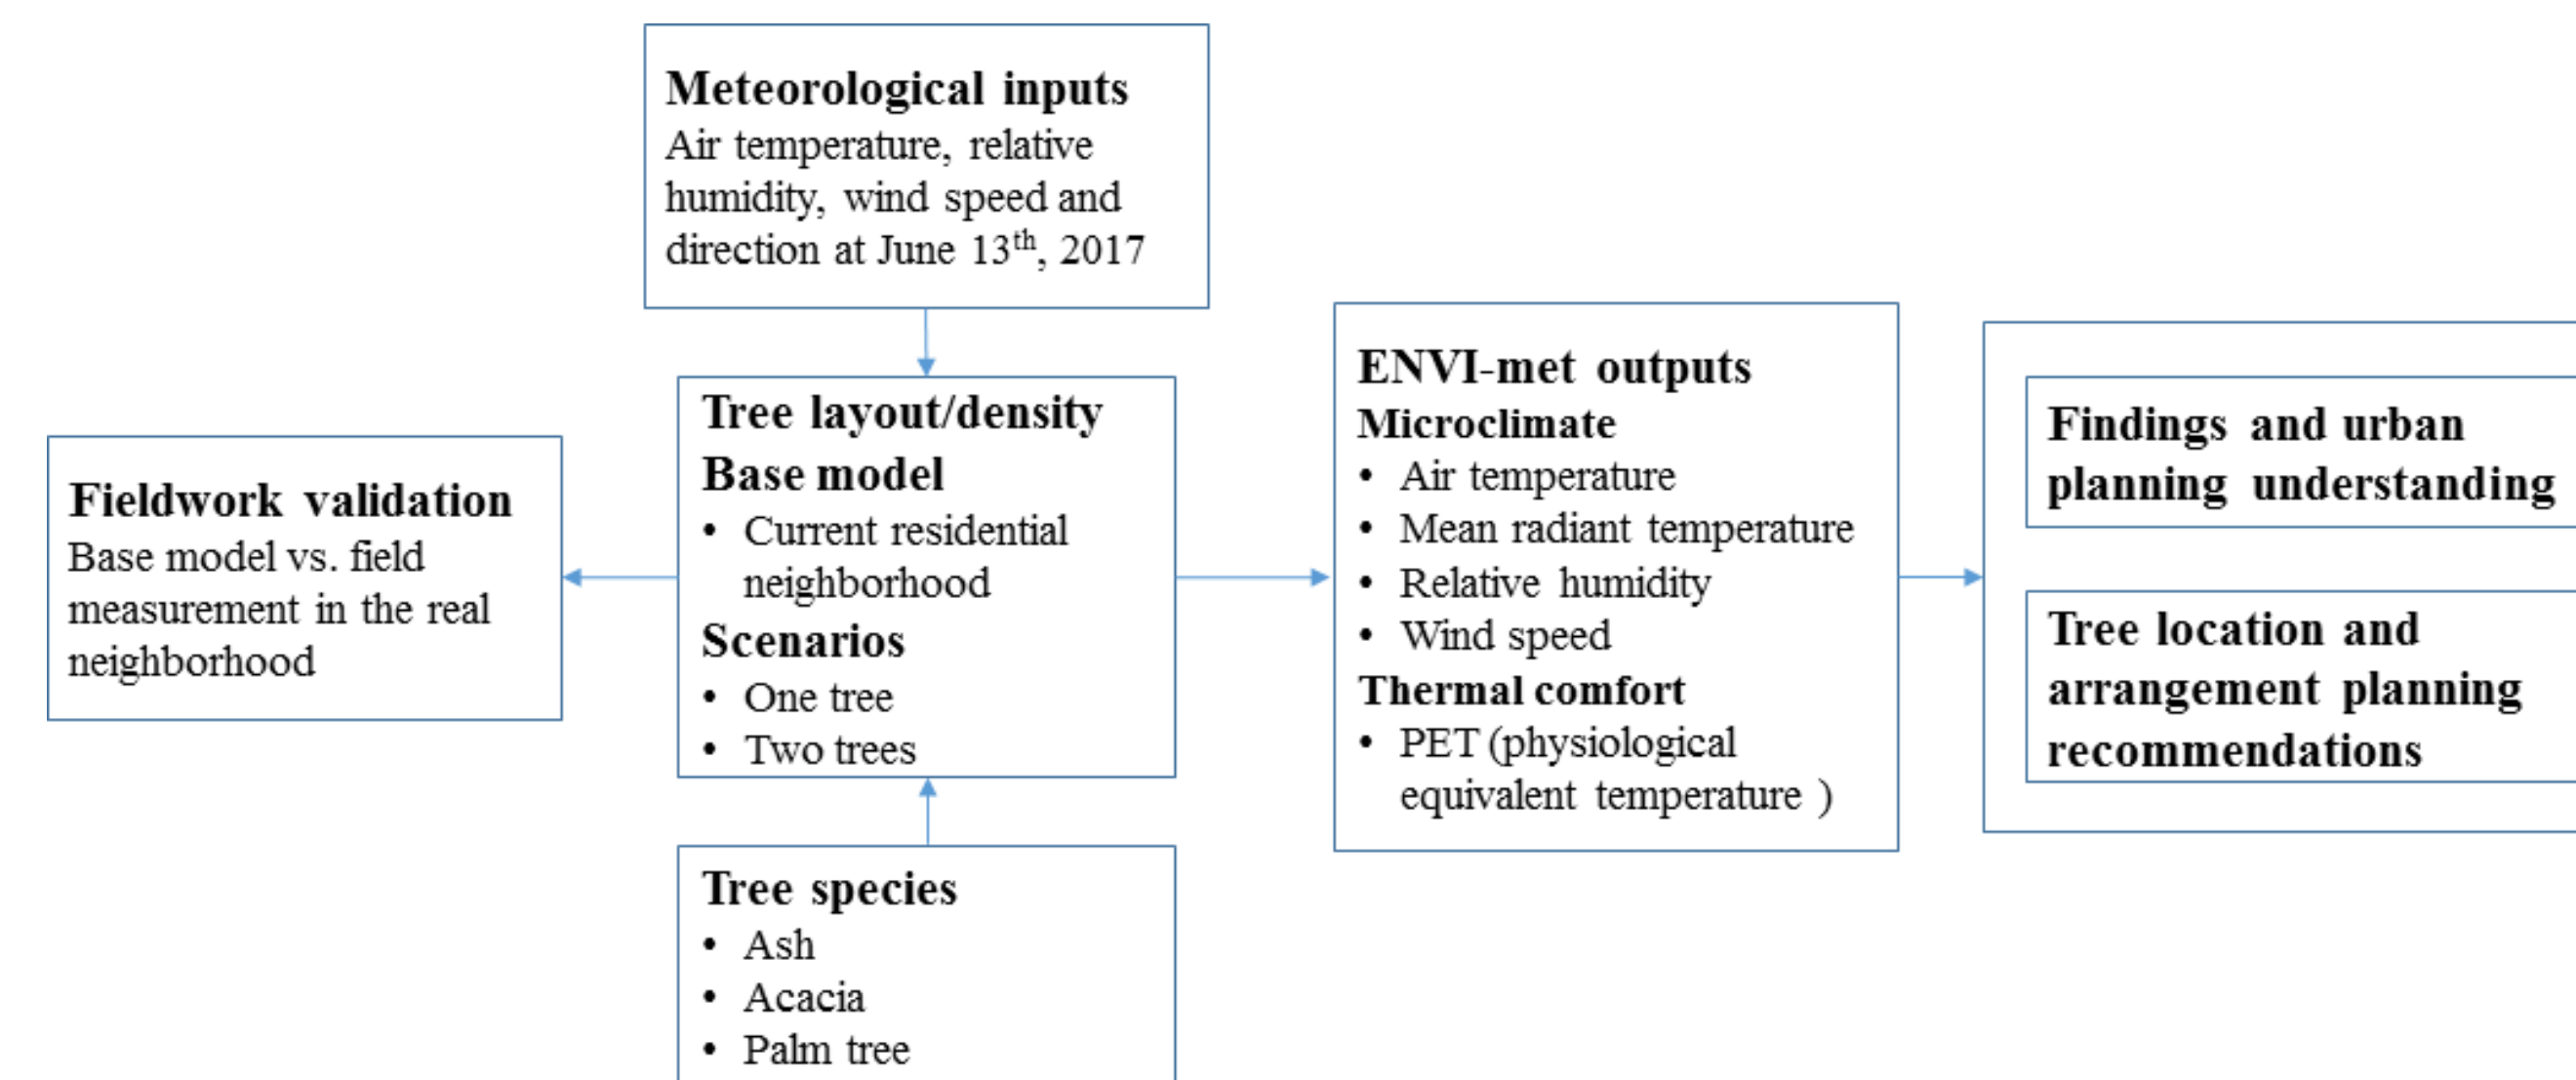 Meteorological inputs
Air temperature, relative
humidity, wind speed and
direction at June 13th, 2017
Fieldwork validation
Base model vs. field
measurement in the real
neighborhood
Tree layout/density
Base model
• Current residential
neighborhood
Scenarios
• One tree
• Two trees
Tree species
• Ash
• Acacia
• Palm tree
ENVI-met outputs
Microclimate
• Air temperature
• Mean radiant temperature
• Relative humidity
• Wind speed
Thermal comfort
• PET (physiological
equivalent temperature )
Findings and urban
planning understanding
Tree location and
arrangement planning
recommendations